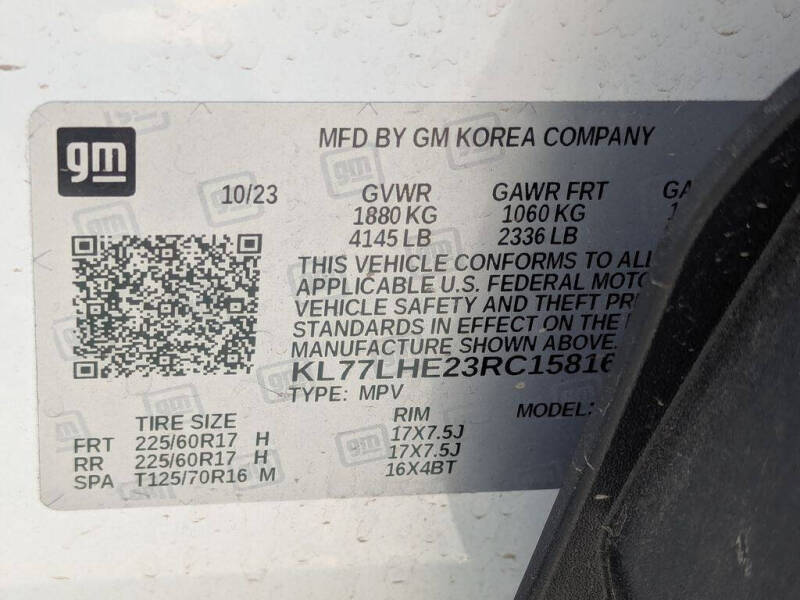 gm
MFD BY GM KOREA COMPANY
10/23 GVWR GAWR FRT
1880 KG 1060 KG
4145 LB 2336 LB
THIS VEHICLE CONFORMS TO ALL
APPLICABLE U.S. FEDERAL MOTO
VEHICLE SAFETY AND THEFT PR
STANDARDS IN EFFECT ON THE
MANUFACTURE SHOWN ABOVE.
KL77LHE23RC15816
TYPE: MPV MODEL:
TIRE SIZE RIM
FRT 225/60R17 H 17X7.5J
RR 225/60R17 H 17X7.5J
SPA T125/70R16 M 16X4BT